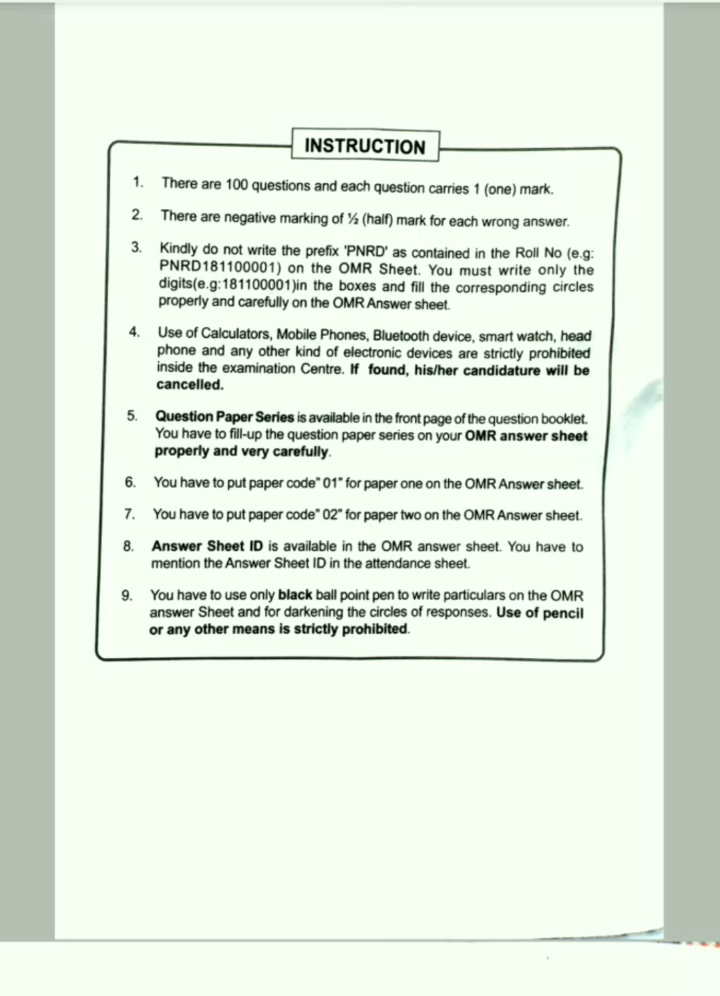 INSTRUCTION
1. There are 100 questions and each question carries 1 (one) mark.
2. There are negative marking of ½ (half) mark for each wrong answer.
3. Kindly do not write the prefix 'PNRD' as contained in the Roll No (e.g:
PNRD181100001) on the OMR Sheet. You must write only the
digits(e.g:181100001)in the boxes and fill the corresponding circles
properly and carefully on the OMR Answer sheet.
4. Use of Calculators, Mobile Phones, Bluetooth device, smart watch, head
phone and any other kind of electronic devices are strictly prohibited
inside the examination Centre. If found, his/her candidature will be
cancelled.
5. Question Paper Series is available in the front page of the question booklet.
You have to fill-up the question paper series on your OMR answer sheet
properly and very carefully.
6. You have to put paper code" 01" for paper one on the OMR Answer sheet.
7. You have to put paper code" 02" for paper two on the OMR Answer sheet.
8. Answer Sheet ID is available in the OMR answer sheet. You have to
mention the Answer Sheet ID in the attendance sheet.
9. You have to use only black ball point pen to write particulars on the OMR
answer Sheet and for darkening the circles of responses. Use of pencil
or any other means is strictly prohibited.